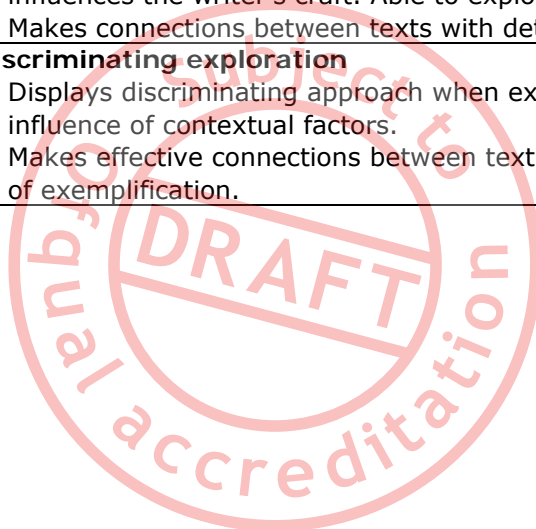 influences the writer's craft. Able to explo
Makes connections between texts with det
scriminating exploration
Displays discriminating approach when ex
influence of contextual factors.
Makes effective connections between text
of exemplification.
Subject to
DRAFT
Ofqual accreditation